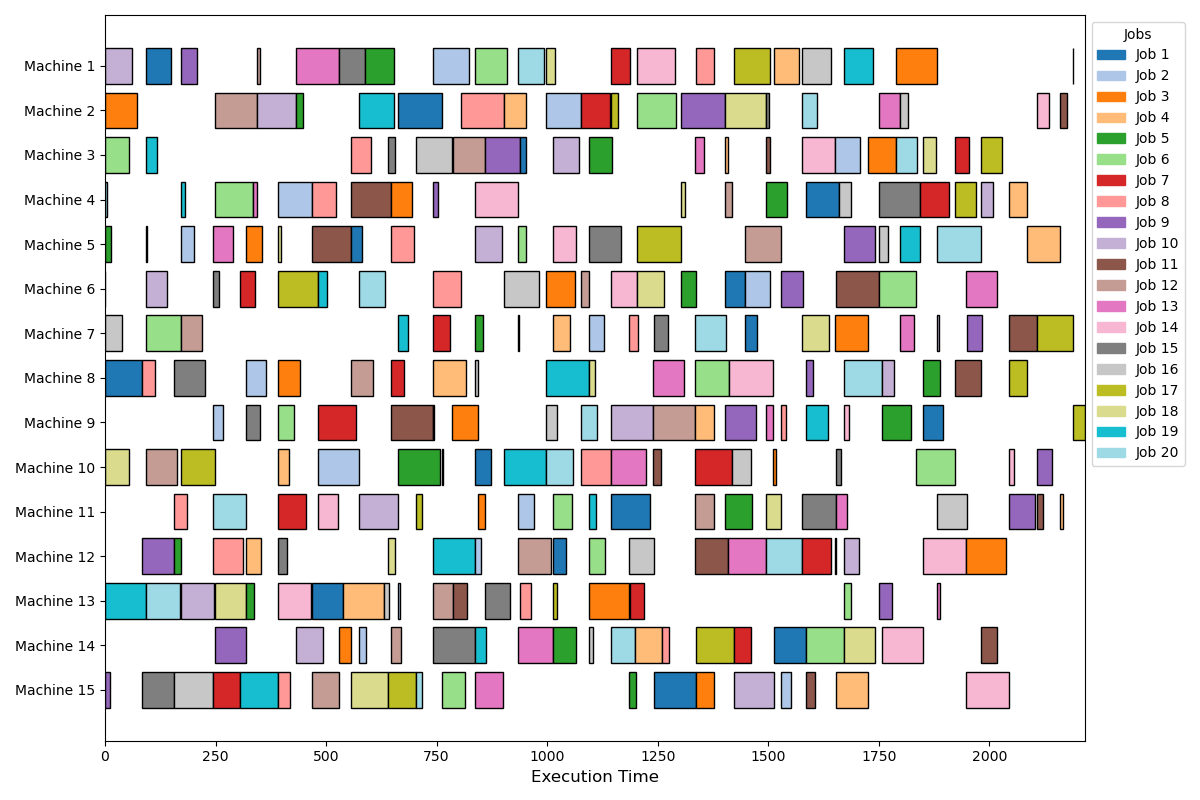 Machine 1
Machine 2
Machine 3
Machine 4
Machine 5
Machine 6
Machine 7
Machine 8
Machine 9
Machine 10
Machine 11
Machine 12
Machine 13
Machine 14
Machine 15
0 250 500 750 1000 1250 1500 1750 2000
Execution Time
Jobs
Job 1
Job 2
Job 3
Job 4
Job 5
Job 6
Job 7
Job 8
Job 9
Job 10
Job 11
Job 12
Job 13
Job 14
Job 15
Job 16
Job 17
Job 18
Job 19
Job 20